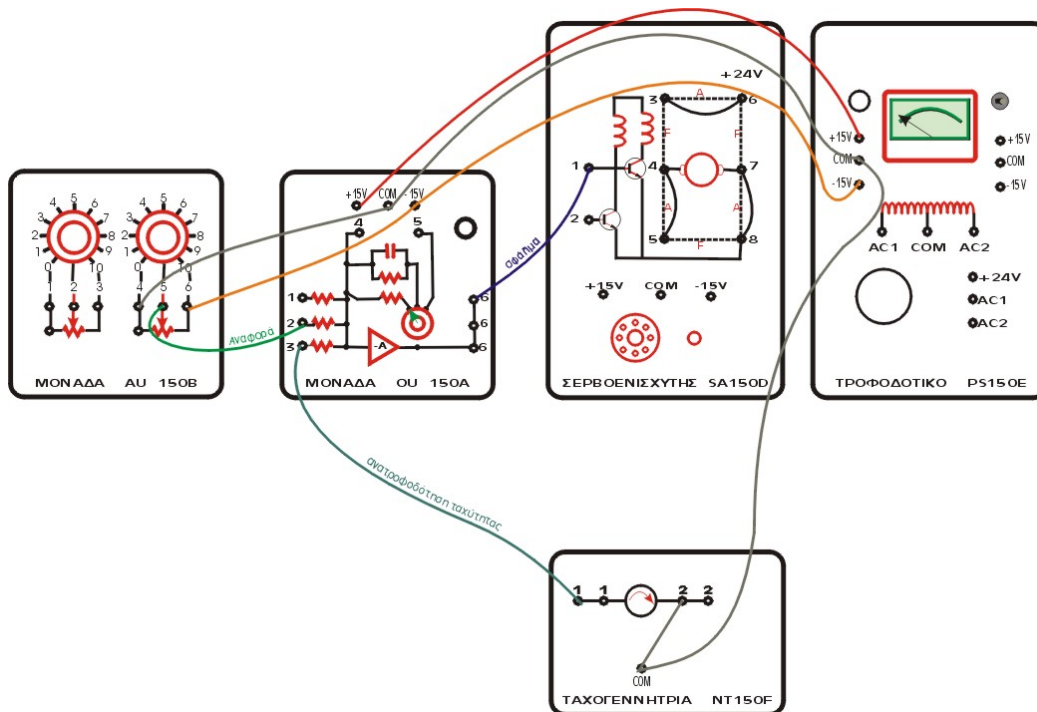 5 5
4 6 4 6
3 7 3 7
2 8 2 8
1 9 1 9
0 10 0 10
1 2 3 4 5 6
ΜΟΝΑΔΑ AU 150B
Αναφορά
+15V COM -15V
4 5
1
2
3
-A
6
6
6
ΜΟΝΑΔΑ OU 150A
σφάλμα
+24V
3 A 6
F F
1 4 7
2 A A
5 F 8
+15V COM -15V
ΣΕΡΒΟΕΝΙΣΧΥΤΗΣ SA150D
+15V +15V
COM COM
-15V -15V
AC1 COM AC2
+24V
AC1
AC2
ΤΡΟΦΟΔΟΤΙΚΟ PS150E
ανατροφοδότηση ταχύτητας
1 1 2 2
COM
ΤΑΧΟΓΕΝΝΗΤΡΙΑ NT150F